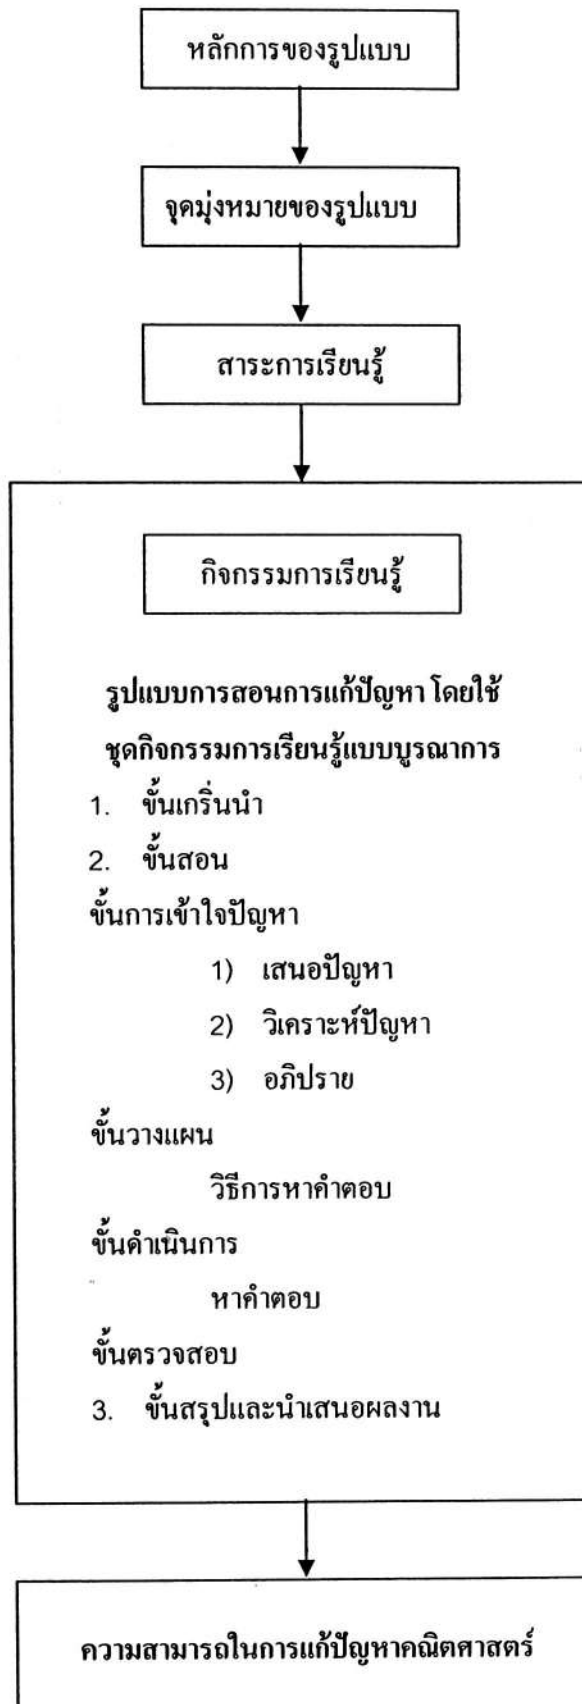 หลักการของรูปแบบ
จุดมุ่งหมายของรูปแบบ
สาระการเรียนรู้
กิจกรรมการเรียนรู้
รูปแบบการสอนการแก้ปัญหา โดยใช้
ชุดกิจกรรมการเรียนรู้แบบบูรณาการ
1. ขั้นเกริ่นนำ
2. ขั้นสอน
ขั้นการเข้าใจปัญหา
1) เสนอปัญหา
2) วิเคราะห์ปัญหา
3) อภิปราย
ขั้นวางแผน
วิธีการหาคำตอบ
ขั้นดำเนินการ
หาคำตอบ
ขั้นตรวจสอบ
3. ขั้นสรุปและนำเสนอผลงาน
ความสามารถในการแก้ปัญหาคณิตศาสตร์